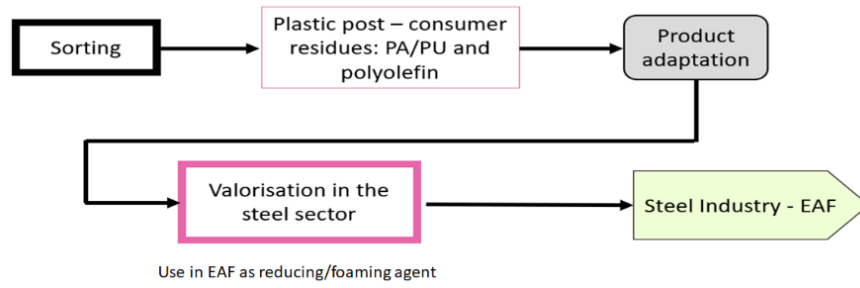 Sorting
Plastic post – consumer
residues: PA/PU and
polyolefin
Product
adaptation
Valorisation in the
steel sector
Steel Industry - EAF
Use in EAF as reducing/foaming agent